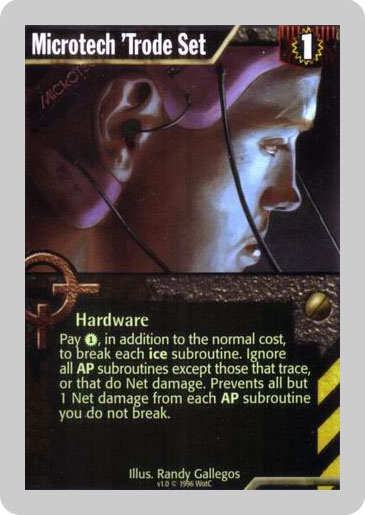 Microtech 'Trode Set
1
MICROTE
Hardware
Pay 1, in addition to the normal cost,
to break each ice subroutine. Ignore
all AP subroutines except those that trace,
or that do Net damage. Prevents all but
1 Net damage from each AP subroutine
you do not break.
Illus. Randy Gallegos
v1.0 © 1996 WotC